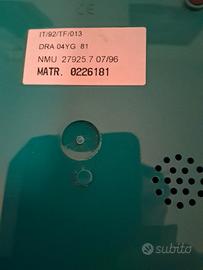 IT/92/TF/013
DRA 04YG 81
NMU 27925.7 07/96
MATR. 0226181
subito